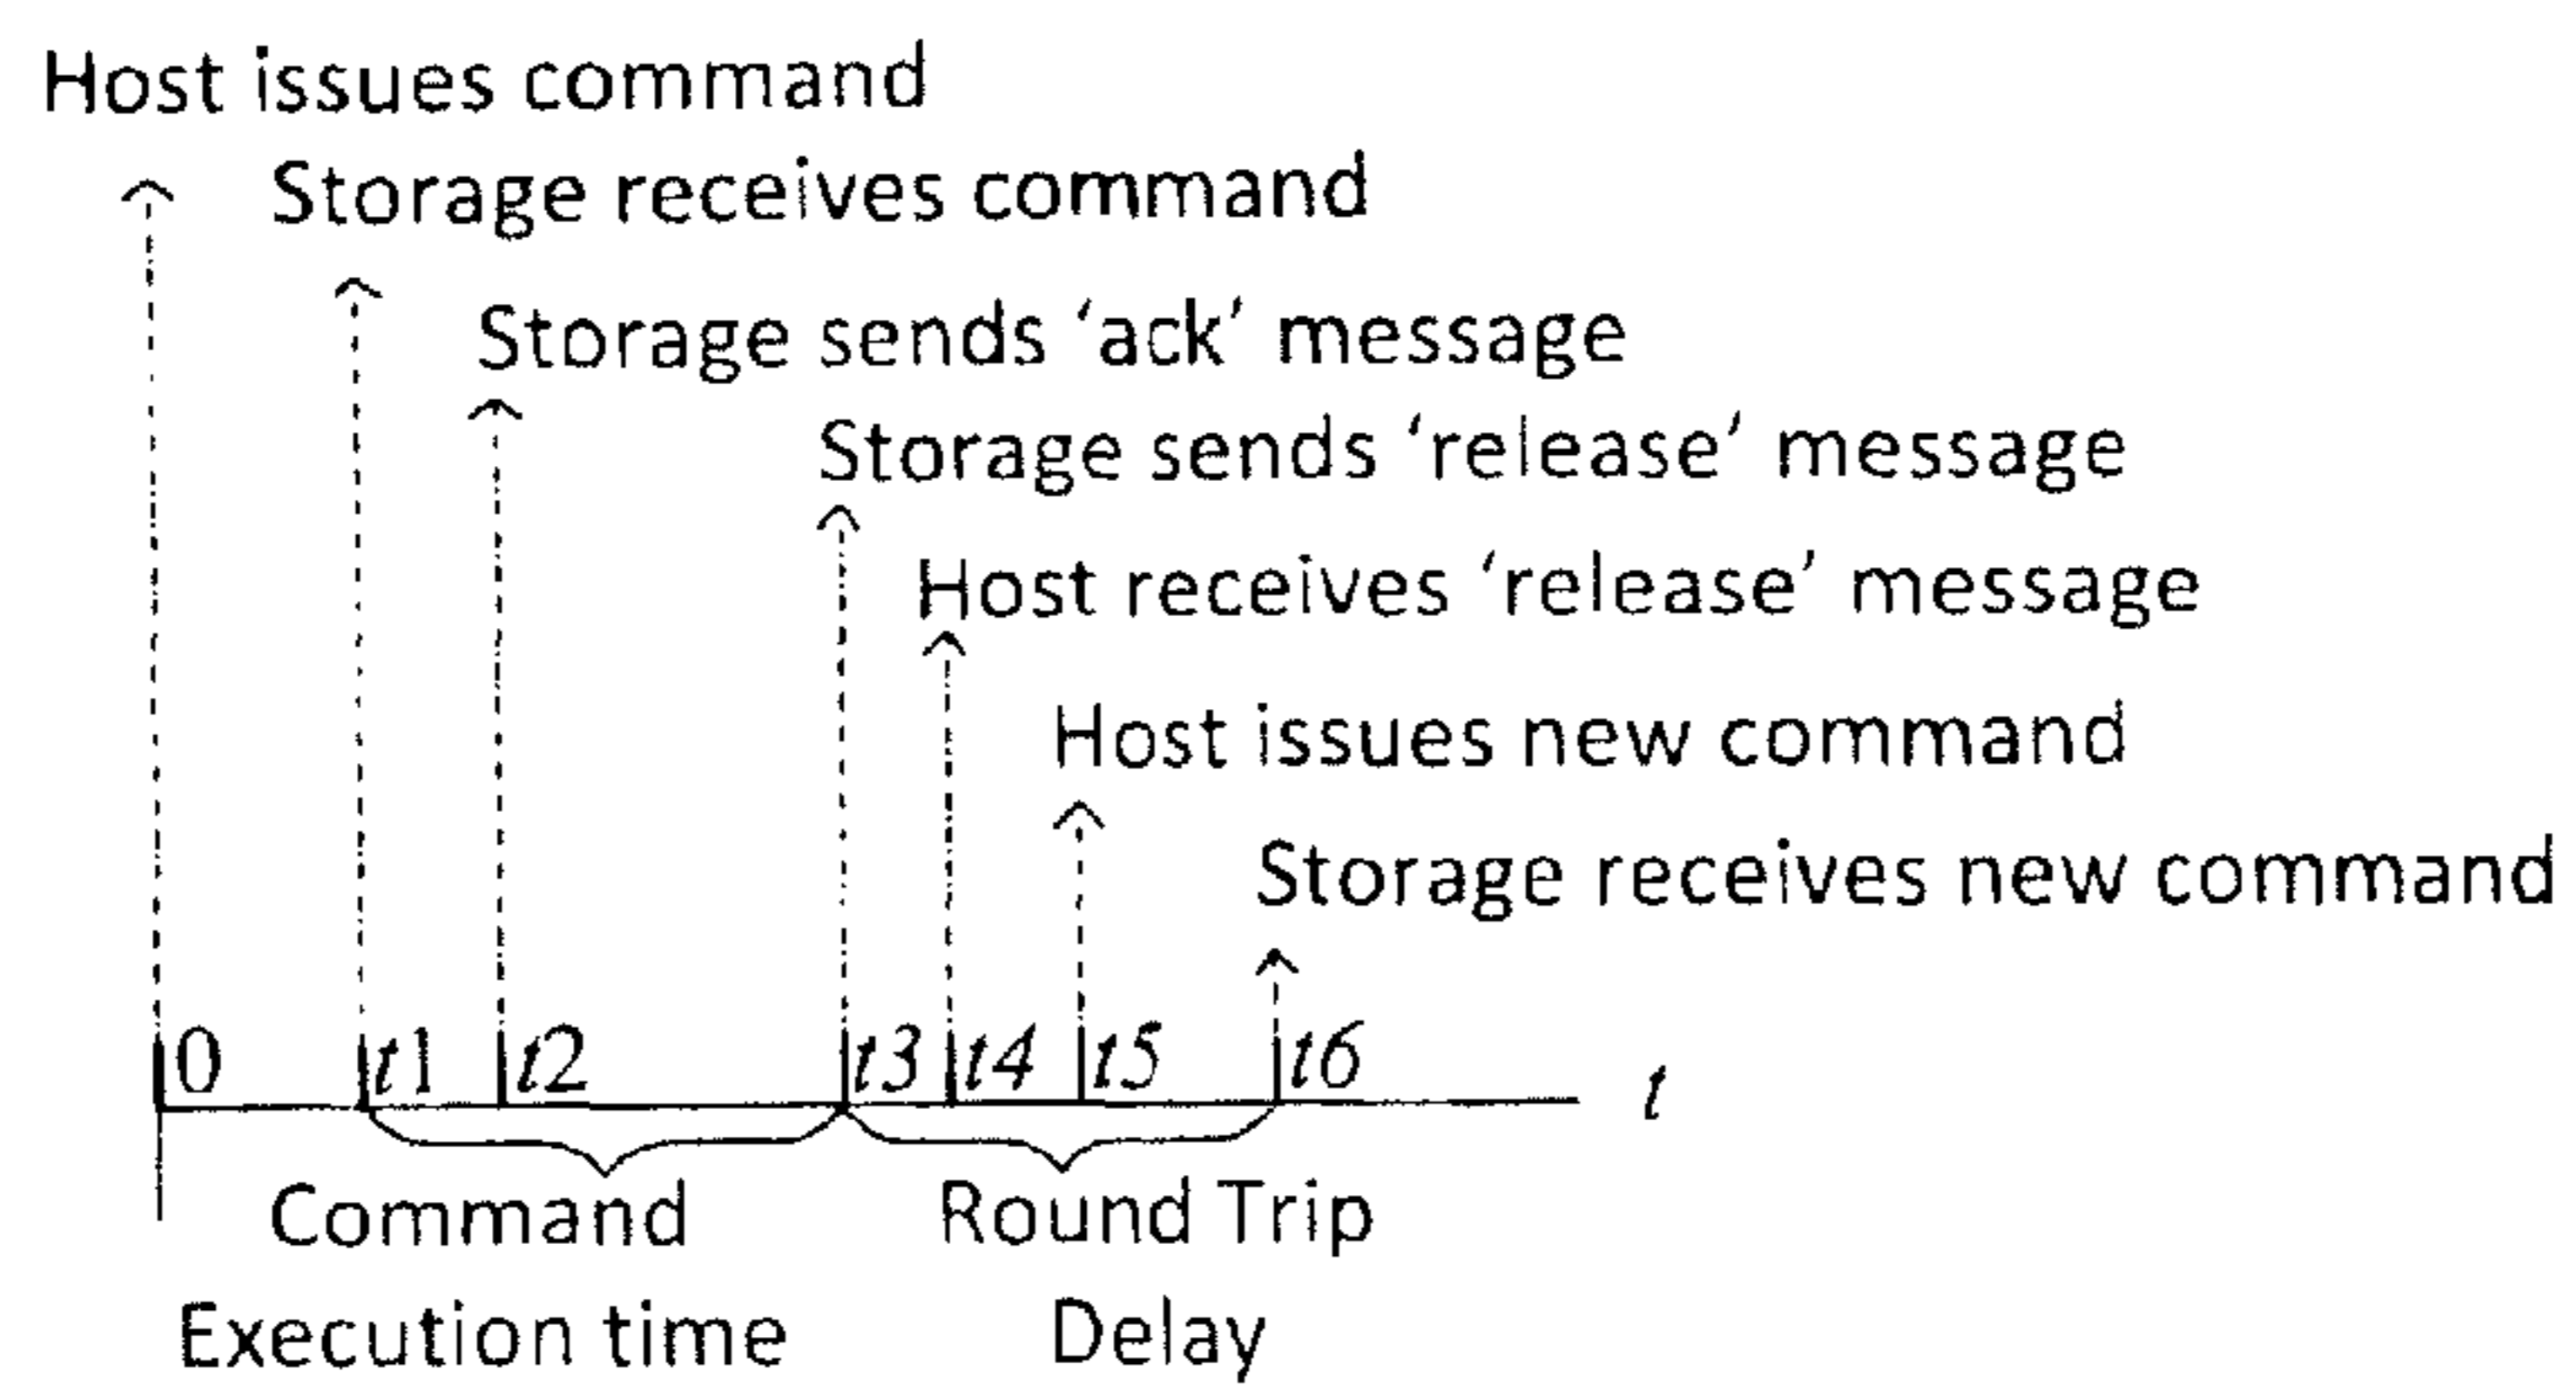 Host issues command
Storage receives command
Storage sends ‘ack’ message
Storage sends ‘release’ message
Host receives ‘release’ message
Host issues new command
Storage receives new command
0 t1 t2 t3 t4 t5 t6 t
Command Round Trip
Execution time Delay